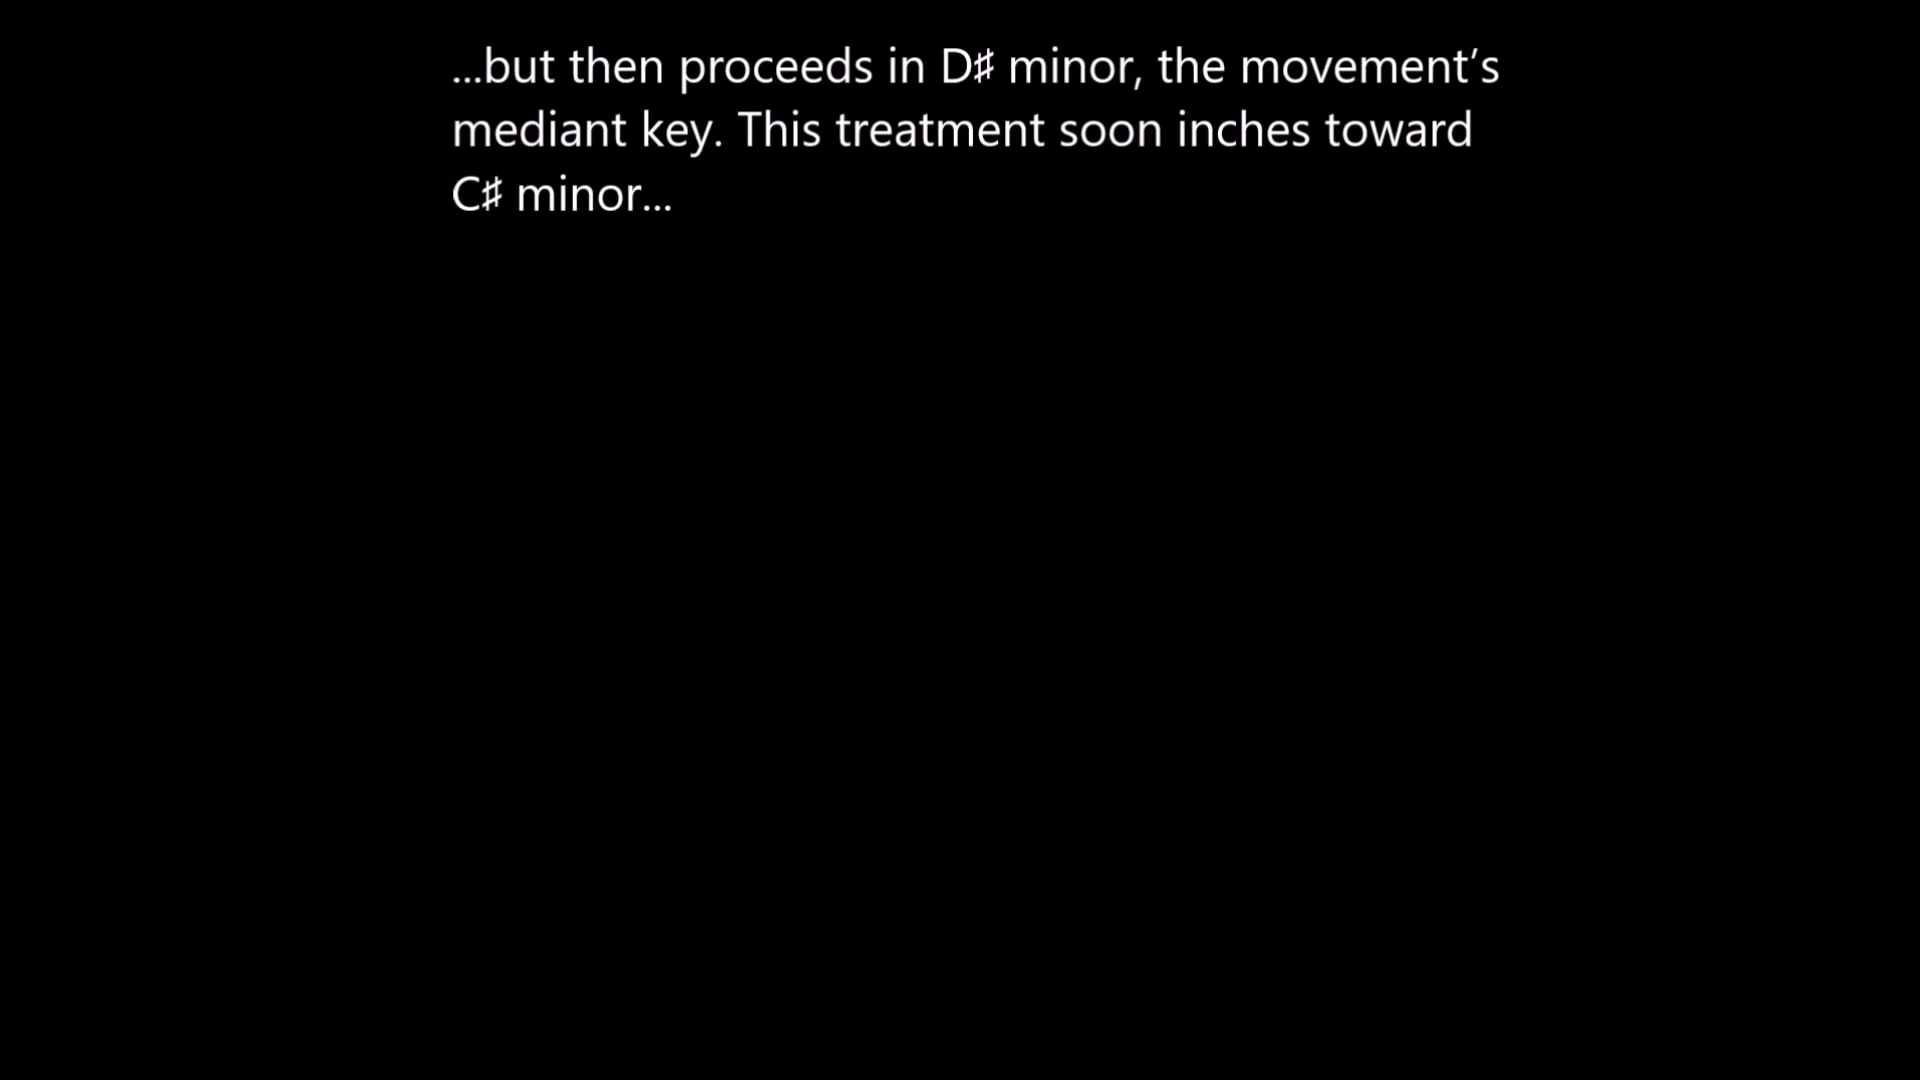 ...but then proceeds in D♯ minor, the movement’s
mediant key. This treatment soon inches toward
C♯ minor...